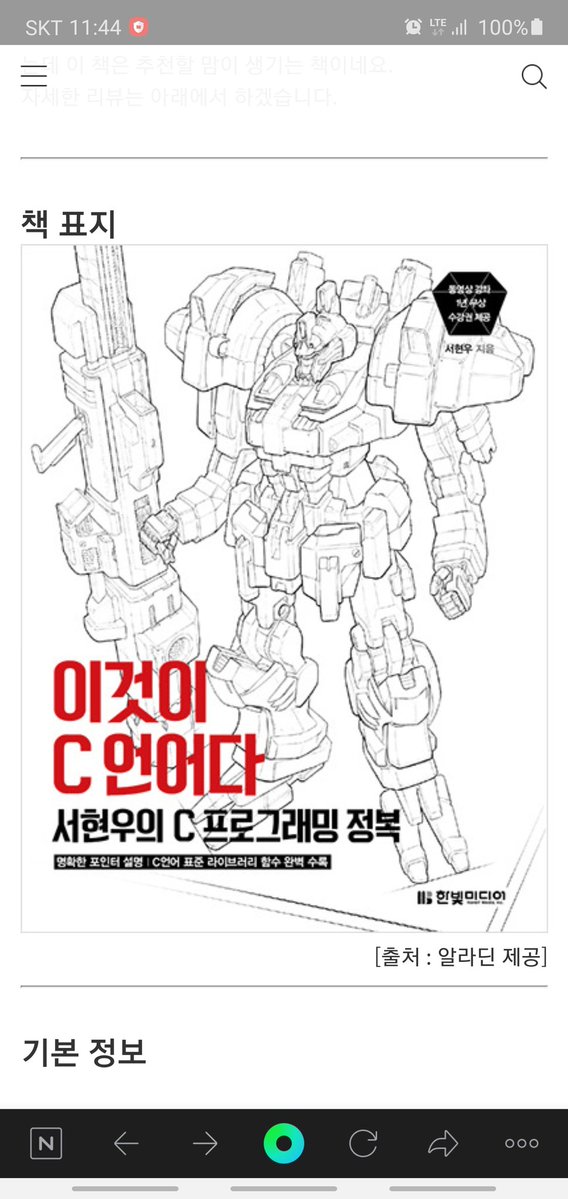 SKT 11:44
LTE
100%
는데 이 책은 추천할 맘이 생기는 책이네요.
자세한 리뷰는 아래에서 하겠습니다.
책 표지
동영상 강좌
1년 무상
수강권 제공
서현우 지음
이것이
C 언어다
서현우의 C 프로그래밍 정복
명확한 포인터 설명 | C언어 표준 라이브러리 함수 완벽 수록
한빛미디어
[출처 : 알라딘 제공]
기본 정보
N